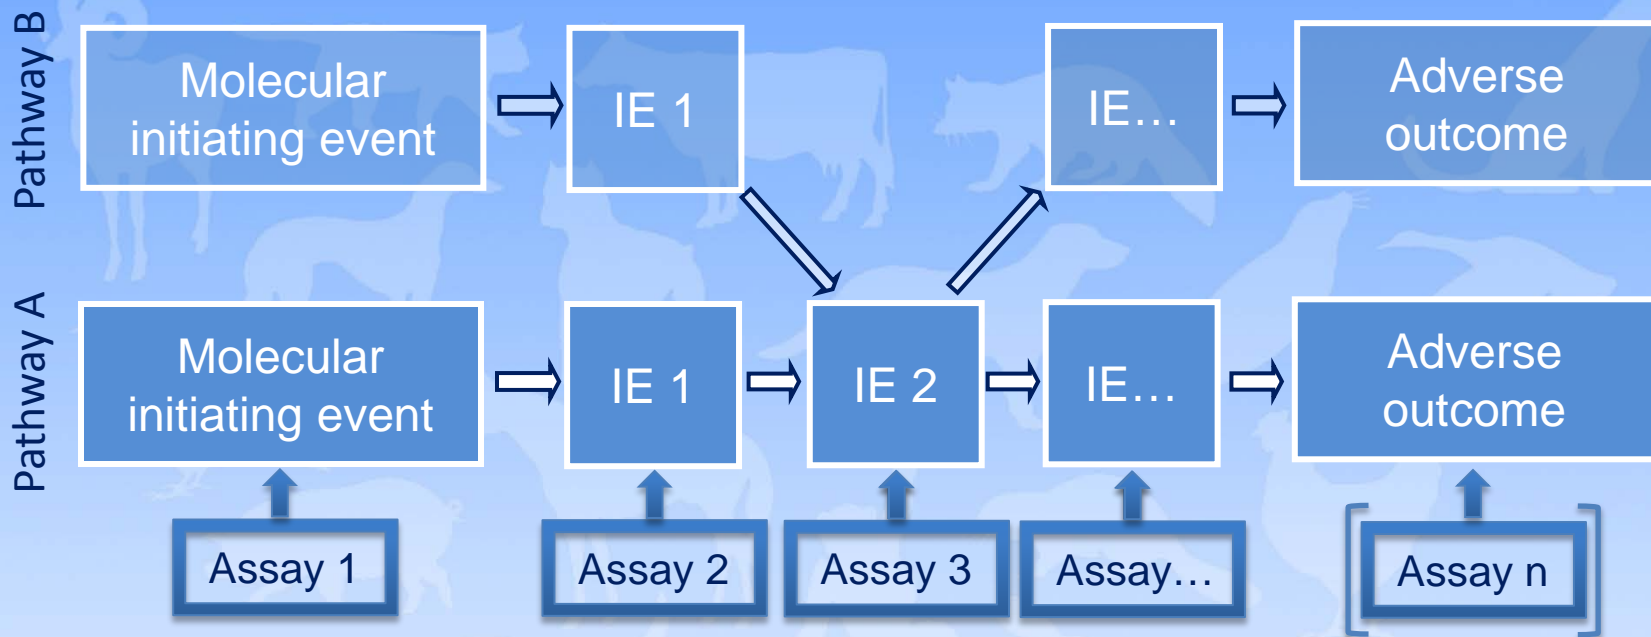 Pathway B
Molecular
initiating event
IE 1
IE…
Adverse
outcome
Pathway A
Molecular
initiating event
IE 1
IE 2
IE…
Adverse
outcome
Assay 1
Assay 2
Assay 3
Assay…
Assay n